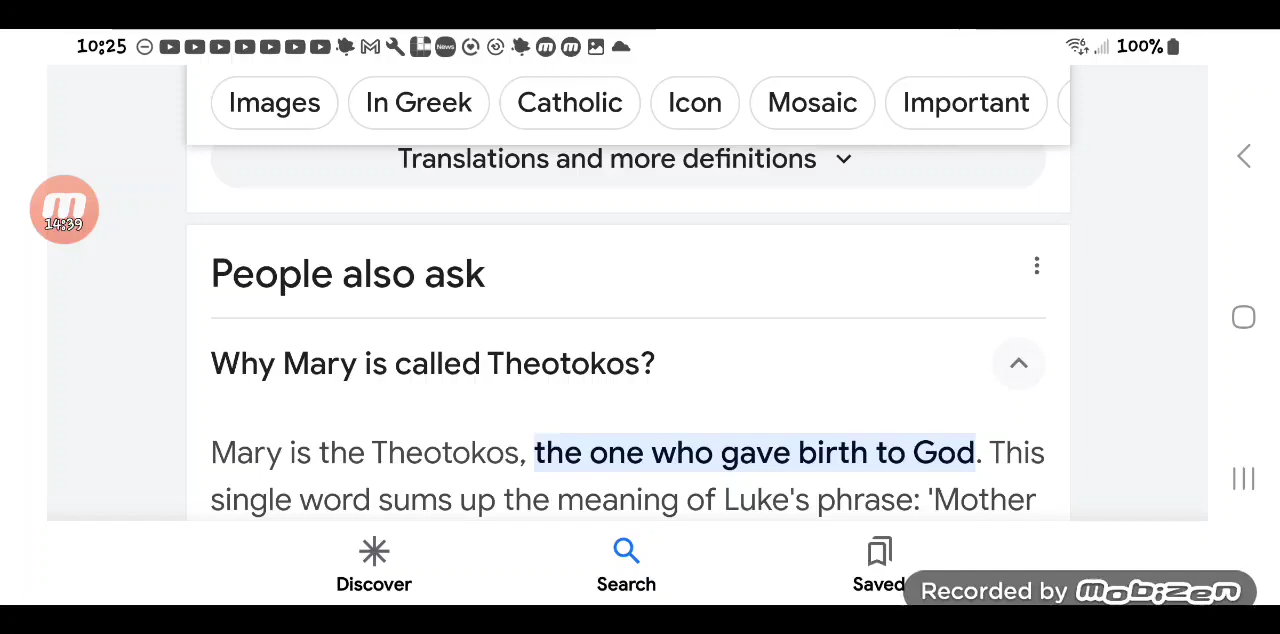 10:25 News 100%
Images In Greek Catholic Icon Mosaic Important
Translations and more definitions
14:39
People also ask
Why Mary is called Theotokos?
Mary is the Theotokos, the one who gave birth to God. This
single word sums up the meaning of Luke's phrase: 'Mother
Discover Search Saved
Recorded by mobizen